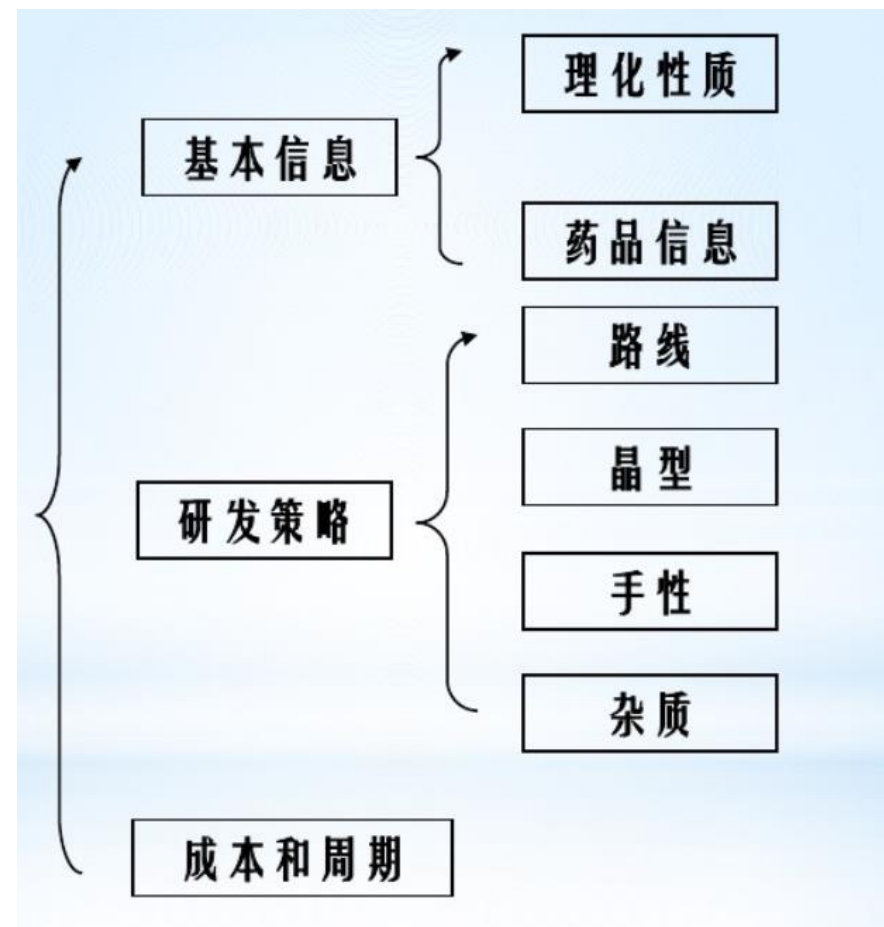 基本信息
理化性质
药品信息
研发策略
路线
晶型
手性
杂质
成本和周期